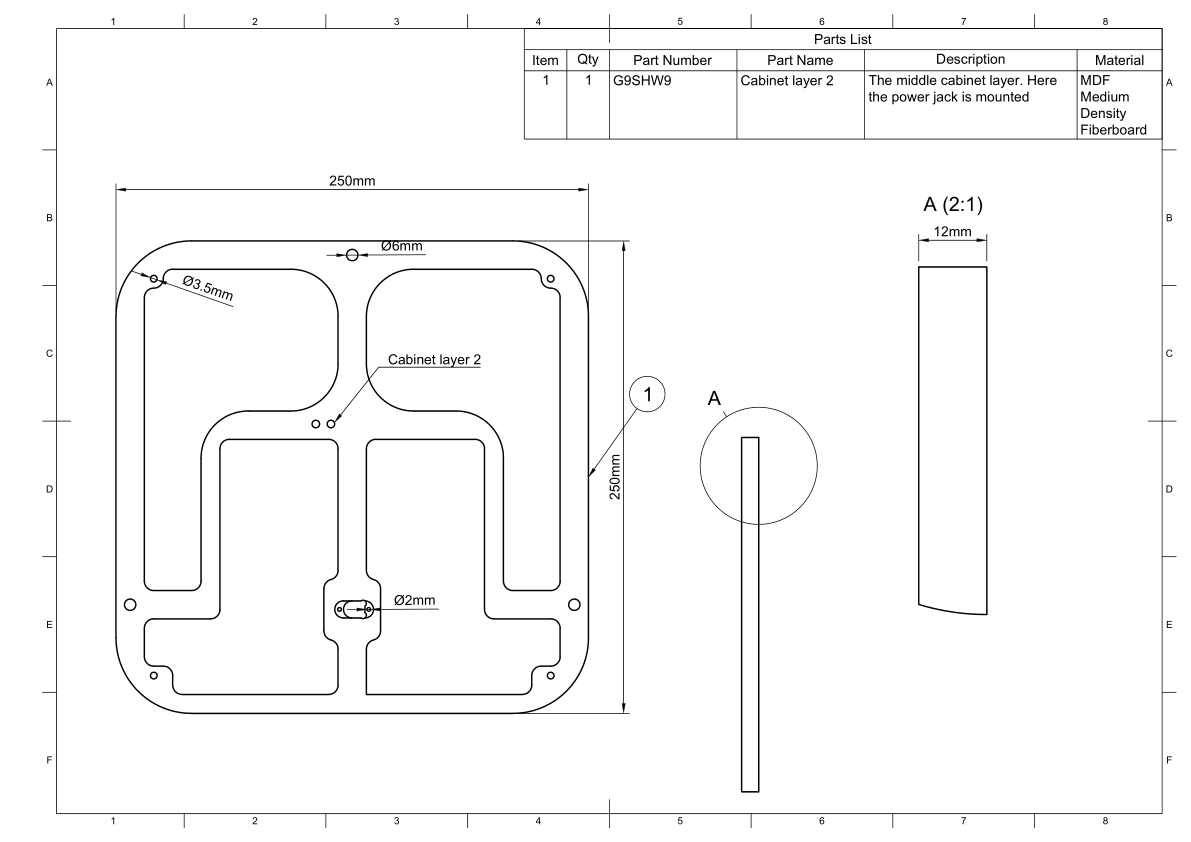 1 2 3 4 5 6 7 8
Parts List
Item Qty Part Number Part Name Description Material
1 1 G9SHW9 Cabinet layer 2 The middle cabinet layer. Here MDF
the power jack is mounted Medium
Density
Fiberboard
A A
B B
C C
D D
E E
F F
250mm
Ø6mm
Ø3.5mm
Cabinet layer 2
1
250mm
Ø2mm
A
A (2:1)
12mm
1 2 3 4 5 6 7 8